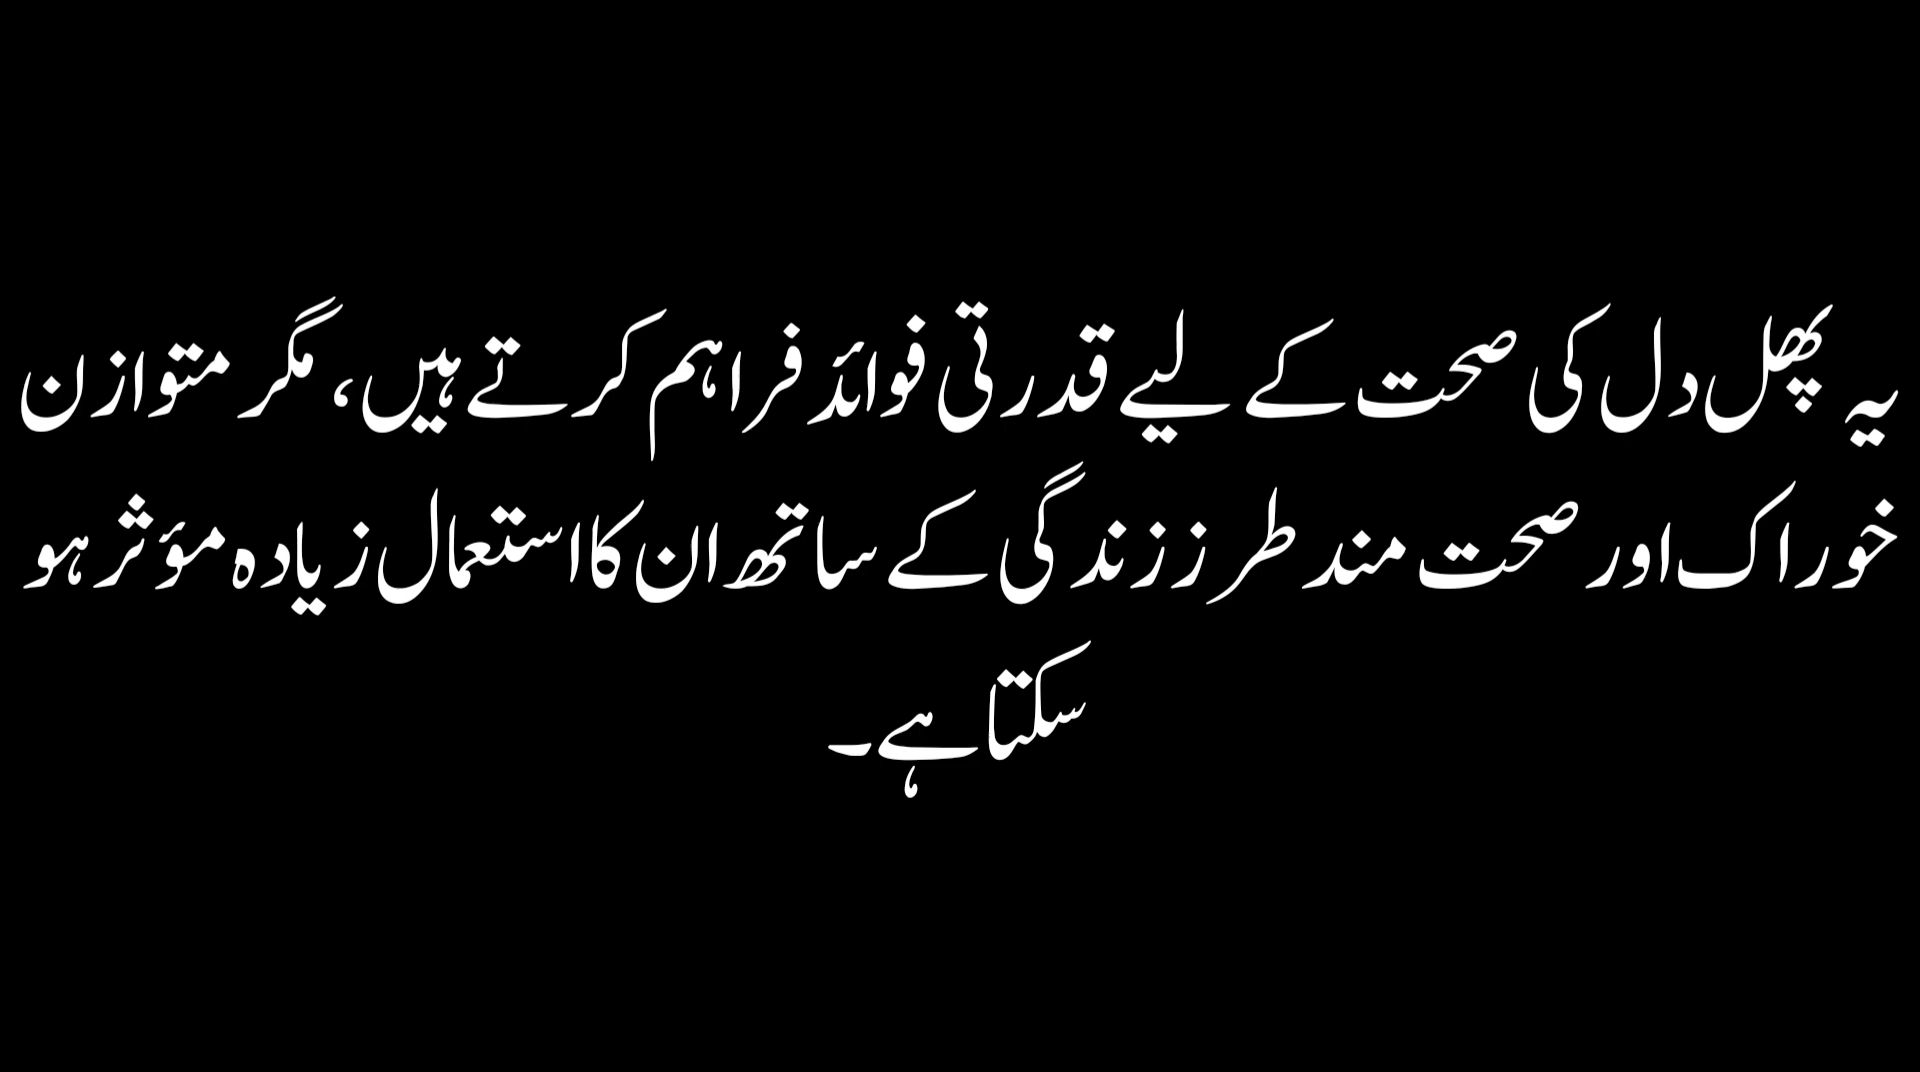 یہ پھل دل کی صحت کے لیے قدرتی فوائد فراہم کرتے ہیں، مگر متوازن
خوراک اور صحت مند طرز زندگی کے ساتھ ان کا استعمال زیادہ مؤثر ہو
سکتا ہے۔